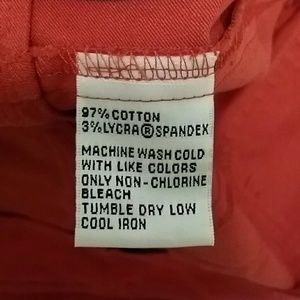 97% COTTON
3% LYCRA® SPANDEX
MACHINE WASH COLD
WITH LIKE COLORS
ONLY NON-CHLORINE
BLEACH
TUMBLE DRY LOW
COOL IRON